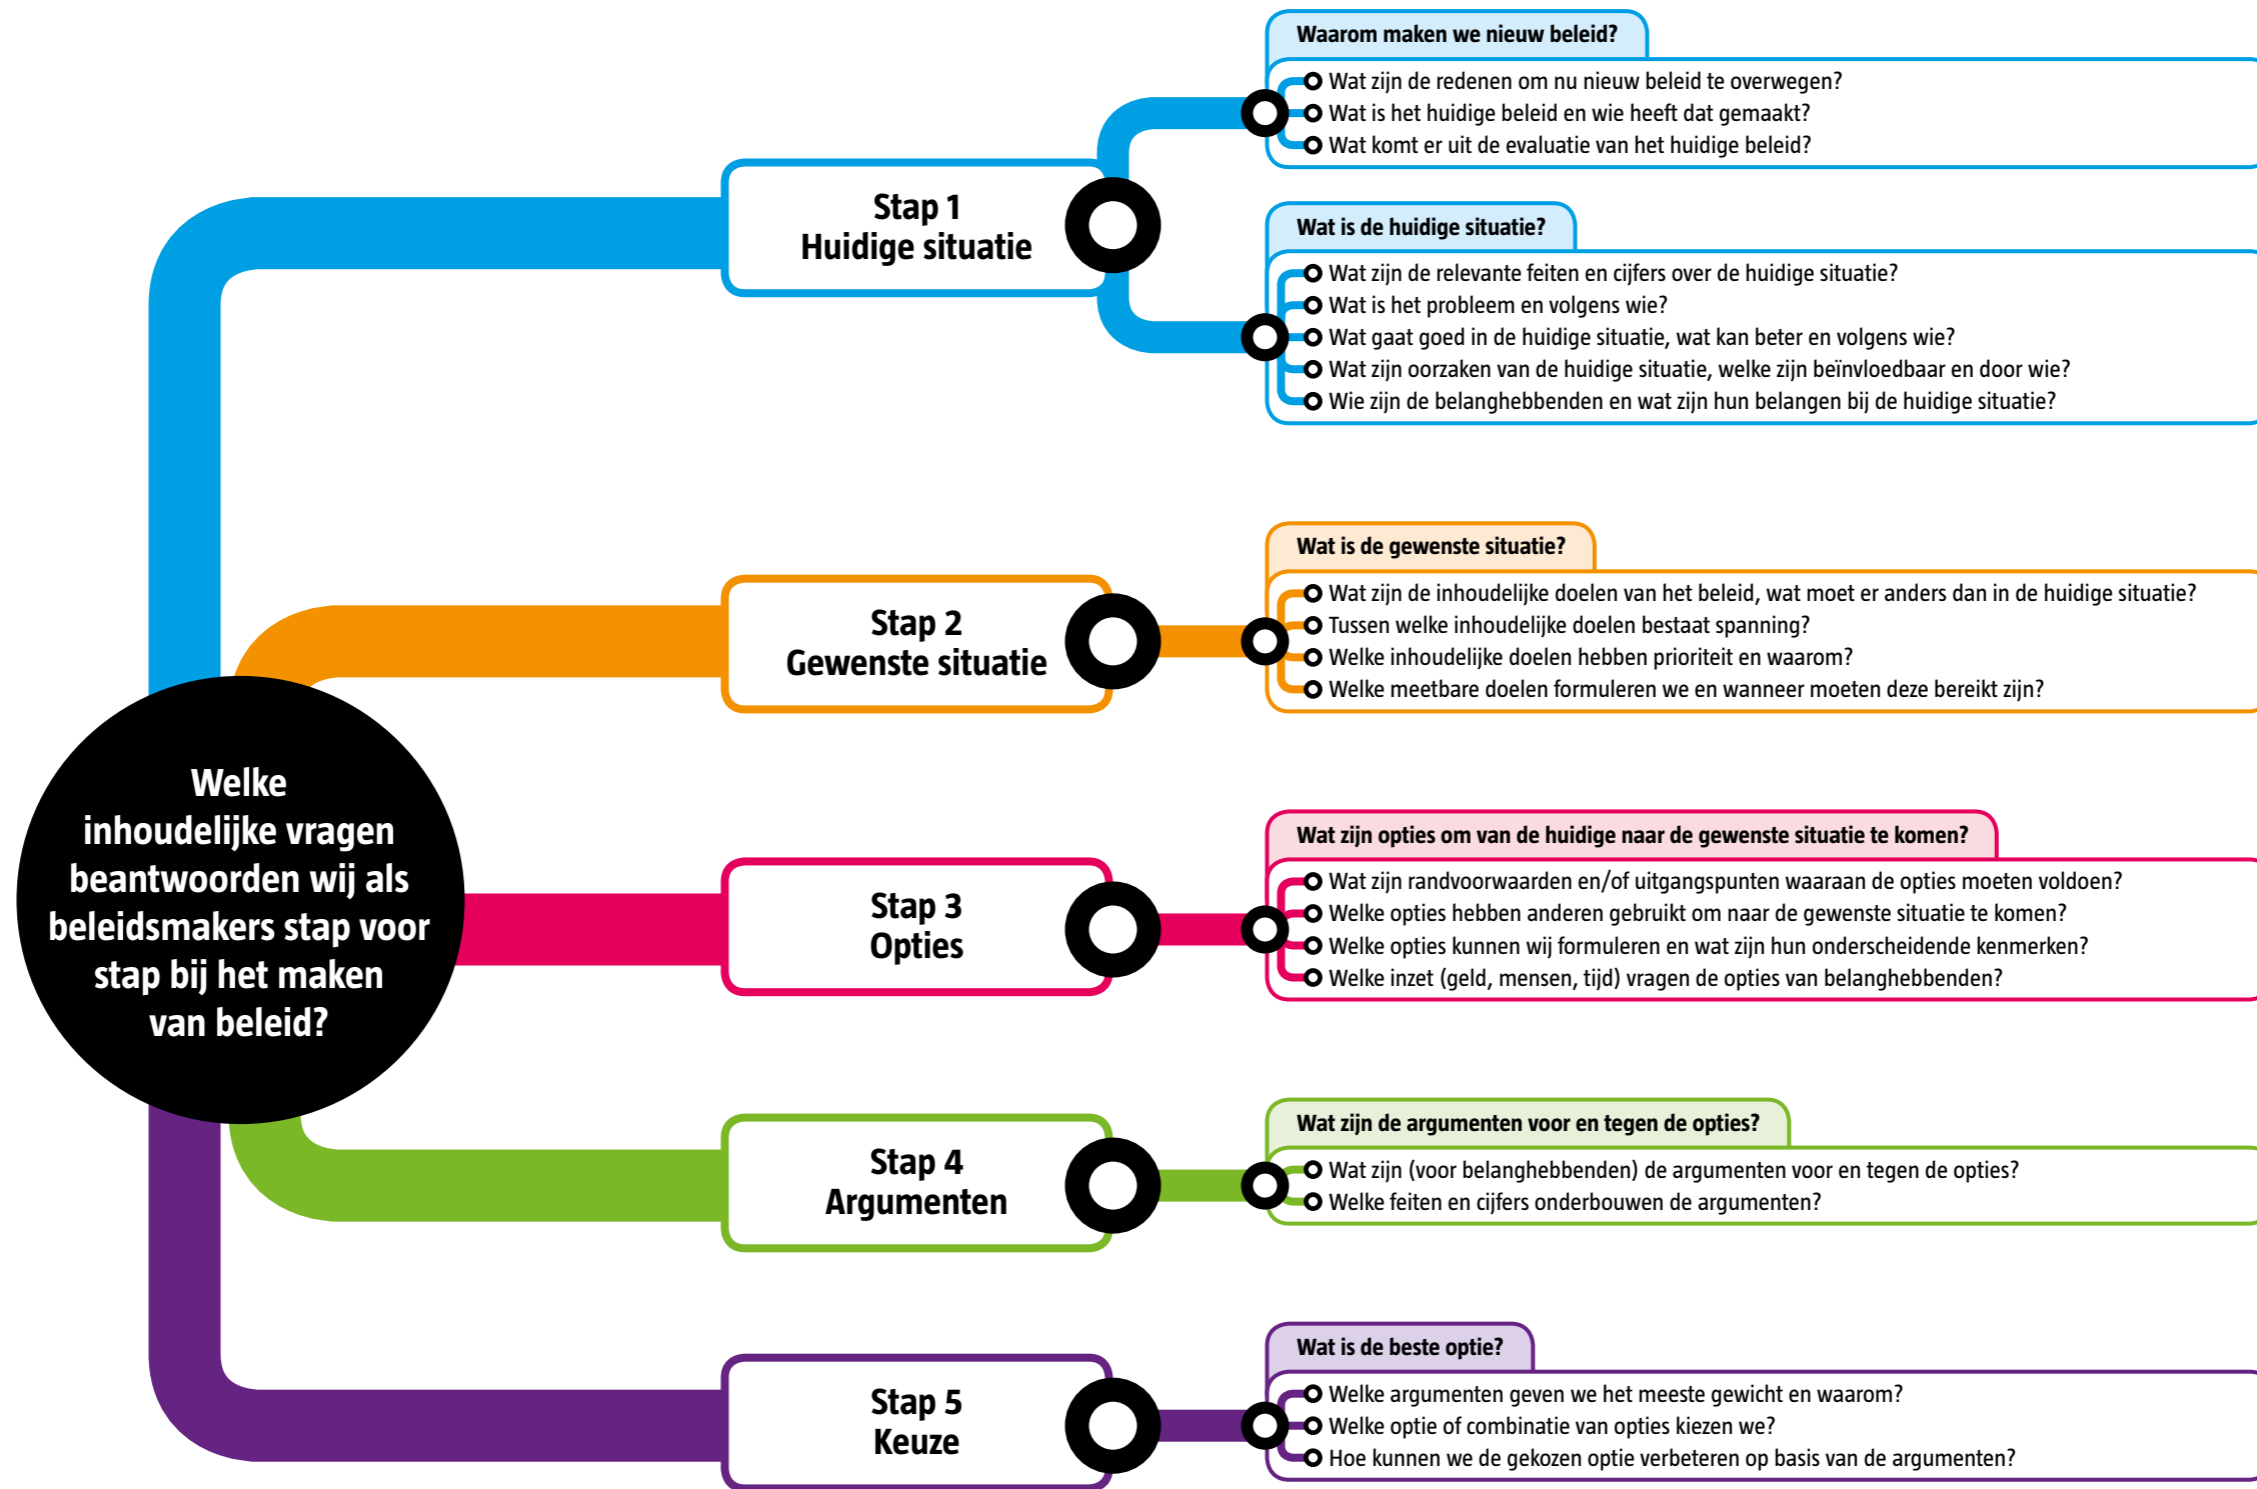 Welke
inhoudelijke vragen
beantwoorden wij als
beleidsmakers stap voor
stap bij het maken
van beleid?
Stap 1
Huidige situatie
Waarom maken we nieuw beleid?
Wat zijn de redenen om nu nieuw beleid te overwegen?
Wat is het huidige beleid en wie heeft dat gemaakt?
Wat komt er uit de evaluatie van het huidige beleid?
Wat is de huidige situatie?
Wat zijn de relevante feiten en cijfers over de huidige situatie?
Wat is het probleem en volgens wie?
Wat gaat goed in de huidige situatie, wat kan beter en volgens wie?
Wat zijn oorzaken van de huidige situatie, welke zijn beïnvloedbaar en door wie?
Wie zijn de belanghebbenden en wat zijn hun belangen bij de huidige situatie?
Stap 2
Gewenste situatie
Wat is de gewenste situatie?
Wat zijn de inhoudelijke doelen van het beleid, wat moet er anders dan in de huidige situatie?
Tussen welke inhoudelijke doelen bestaat spanning?
Welke inhoudelijke doelen hebben prioriteit en waarom?
Welke meetbare doelen formuleren we en wanneer moeten deze bereikt zijn?
Stap 3
Opties
Wat zijn opties om van de huidige naar de gewenste situatie te komen?
Wat zijn randvoorwaarden en/of uitgangspunten waaraan de opties moeten voldoen?
Welke opties hebben anderen gebruikt om naar de gewenste situatie te komen?
Welke opties kunnen wij formuleren en wat zijn hun onderscheidende kenmerken?
Welke inzet (geld, mensen, tijd) vragen de opties van belanghebbenden?
Stap 4
Argumenten
Wat zijn de argumenten voor en tegen de opties?
Wat zijn (voor belanghebbenden) de argumenten voor en tegen de opties?
Welke feiten en cijfers onderbouwen de argumenten?
Stap 5
Keuze
Wat is de beste optie?
Welke argumenten geven we het meeste gewicht en waarom?
Welke optie of combinatie van opties kiezen we?
Hoe kunnen we de gekozen optie verbeteren op basis van de argumenten?